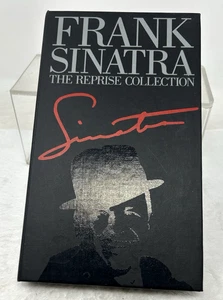 FRANK
SINATRA
THE REPRISE COLLECTION
Sinatra